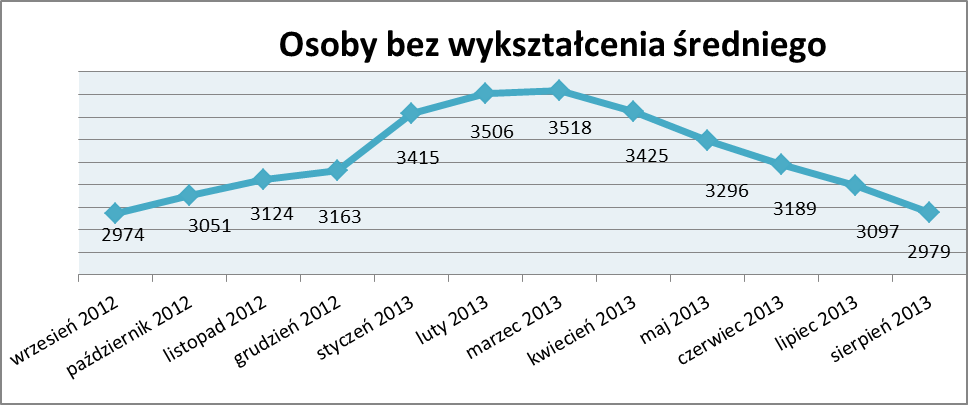 Osoby bez wykształcenia średniego
2974
3051
3124
3163
3415
3506
3518
3425
3296
3189
3097
2979
wrzesień 2012
październik 2012
listopad 2012
grudzień 2012
styczeń 2013
luty 2013
marzec 2013
kwiecień 2013
maj 2013
czerwiec 2013
lipiec 2013
sierpień 2013